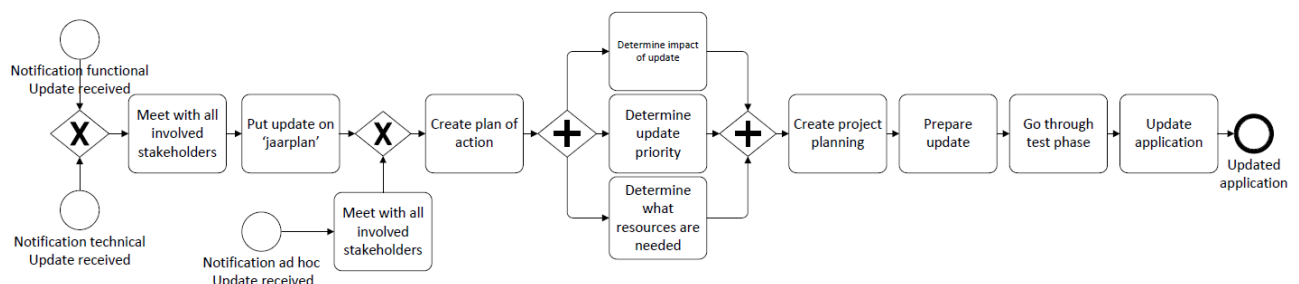 Notification functional
Update received
X
Meet with all
involved
stakeholders
Put update on
‘jaarplan’
X
Create plan of
action
Determine impact
of update
Determine
update
priority
Determine
what
resources are
needed
Create project
planning
Prepare
update
Go through
test phase
Update
application
Updated
application
Notification technical
Update received
Notification ad hoc
Update received
Meet with all
involved
stakeholders